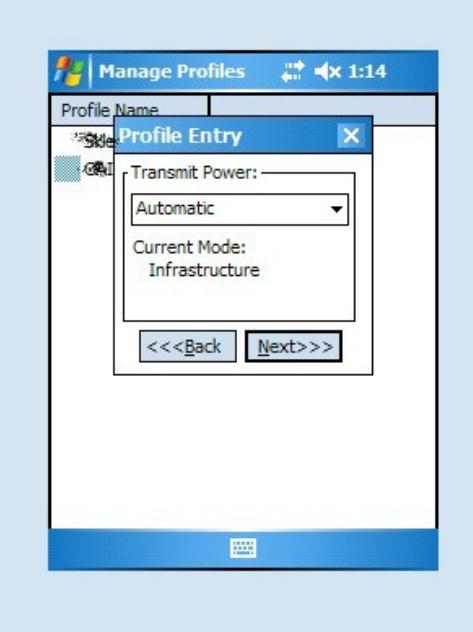 Manage Profiles 1:14
Profile Name
Profile Entry
Transmit Power:
Automatic
Current Mode:
Infrastructure
<<<Back Next>>>